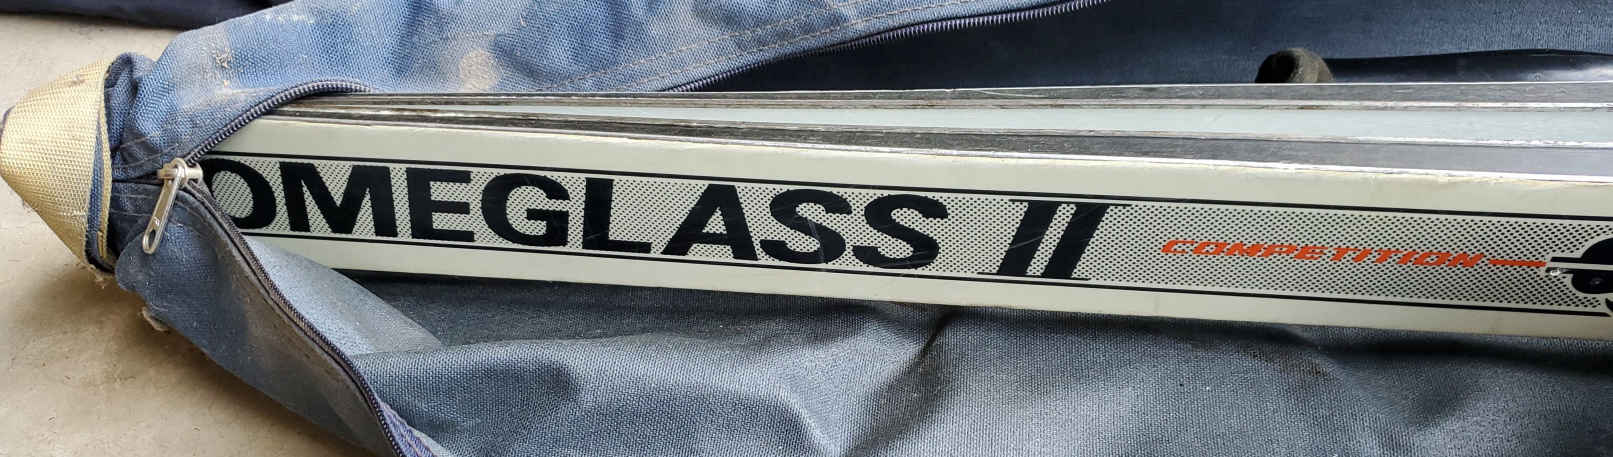 OMEGLASS II COMPETITION